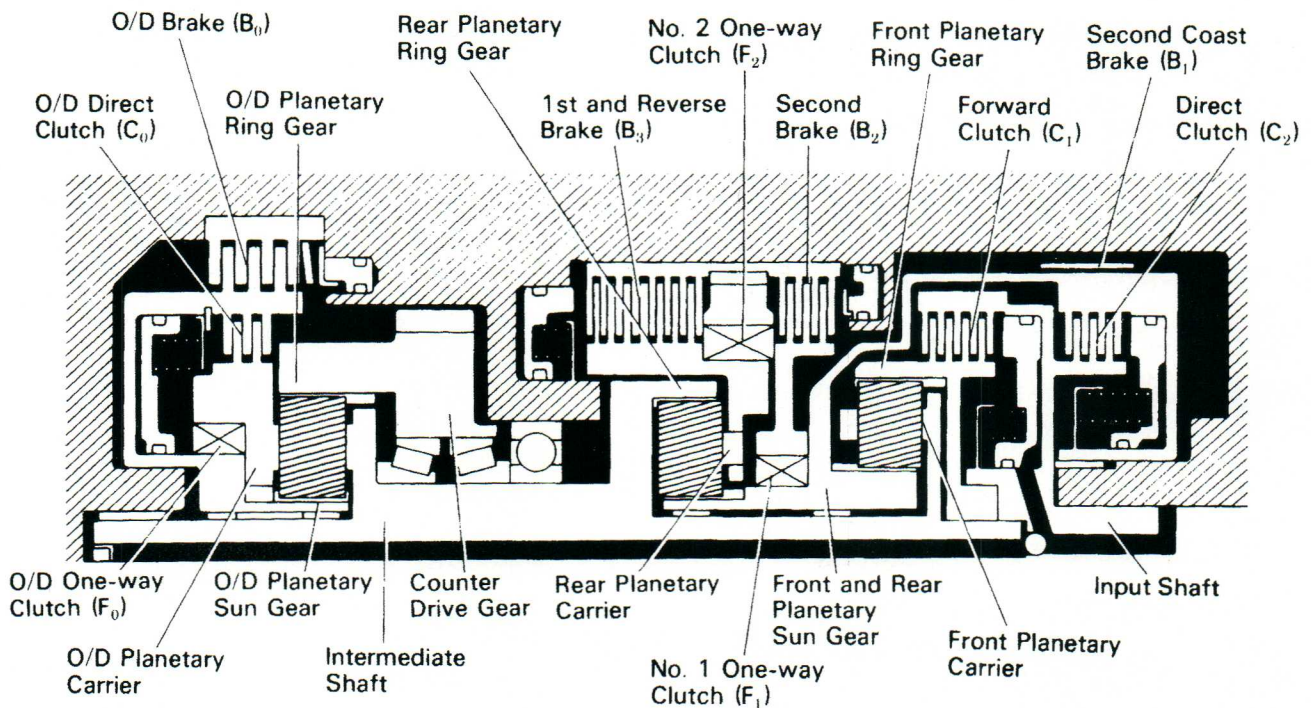 O/D Brake (B₀)
Rear Planetary
Ring Gear
No. 2 One-way
Clutch (F₂)
Front Planetary
Ring Gear
Second Coast
Brake (B₁)
O/D Direct
Clutch (C₀)
O/D Planetary
Ring Gear
1st and Reverse
Brake (B₃)
Second
Brake (B₂)
Forward
Clutch (C₁)
Direct
Clutch (C₂)
O/D One-way
Clutch (F₀)
O/D Planetary
Sun Gear
Counter
Drive Gear
Rear Planetary
Carrier
Front and Rear
Planetary
Sun Gear
Input Shaft
O/D Planetary
Carrier
Intermediate
Shaft
No. 1 One-way
Clutch (F₁)
Front Planetary
Carrier